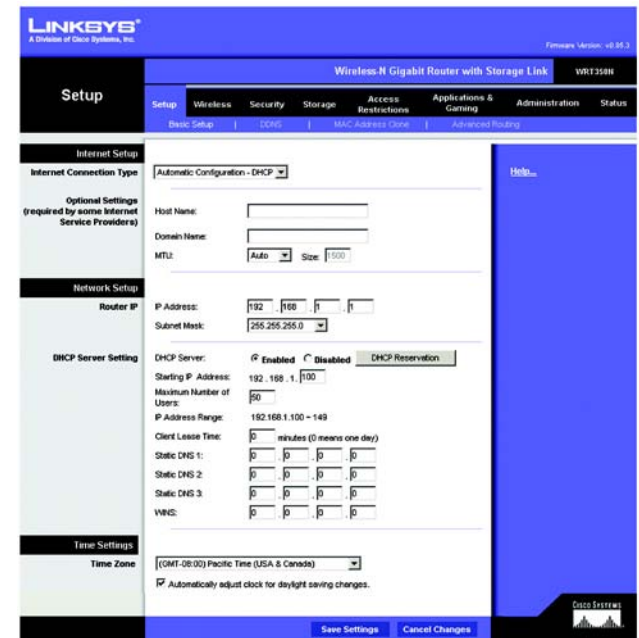 LINKSYS®
A Division of Cisco Systems, Inc.
Firmware Version: v0.95.3
Wireless-N Gigabit Router with Storage Link WRT350N
Setup
Setup Wireless Security Storage Access Restrictions Applications & Gaming Administration Status
Basic Setup | DDNS | MAC Address Clone | Advanced Routing
Internet Setup
Internet Connection Type Automatic Configuration - DHCP
Help...
Optional Settings
(required by some Internet
Service Providers)
Host Name:
Domain Name:
MTU: Auto Size: 1500
Network Setup
Router IP IP Address: 192 . 168 . 1 . 1
Subnet Mask: 255.255.255.0
DHCP Server Setting DHCP Server: Enabled Disabled DHCP Reservation
Starting IP Address: 192 . 168 . 1. 100
Maximum Number of
Users: 50
IP Address Range: 192.168.1.100 ~ 149
Client Lease Time: 0 minutes (0 means one day)
Static DNS 1: 0 . 0 . 0 . 0
Static DNS 2: 0 . 0 . 0 . 0
Static DNS 3: 0 . 0 . 0 . 0
WINS: 0 . 0 . 0 . 0
Time Settings
Time Zone (GMT-08:00) Pacific Time (USA & Canada)
Automatically adjust clock for daylight saving changes.
Save Settings Cancel Changes
CISCO SYSTEMS